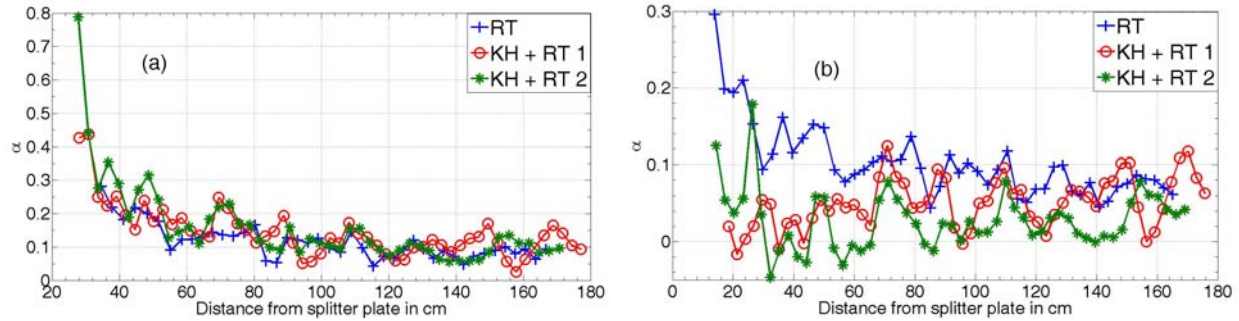 0.8
0.7
0.6
0.5
0.4
0.3
0.2
0.1
0
α
(a)
RT
KH + RT 1
KH + RT 2
20 40 60 80 100 120 140 160 180
Distance from splitter plate in cm
0.3
0.2
0.1
0
α
(b)
RT
KH + RT 1
KH + RT 2
0 20 40 60 80 100 120 140 160 180
Distance from splitter plate in cm